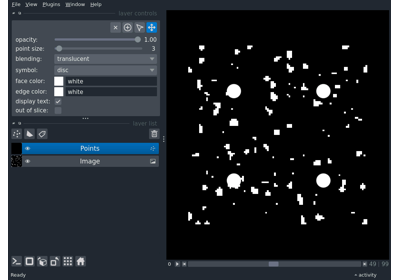 File View Plugins Window Help
layer controls
opacity: 1.00
point size: 3
blending: translucent
symbol: disc
face color: white
edge color: white
display text: ✓
out of slice:
layer list
Points
Image
49 99
Ready
activity